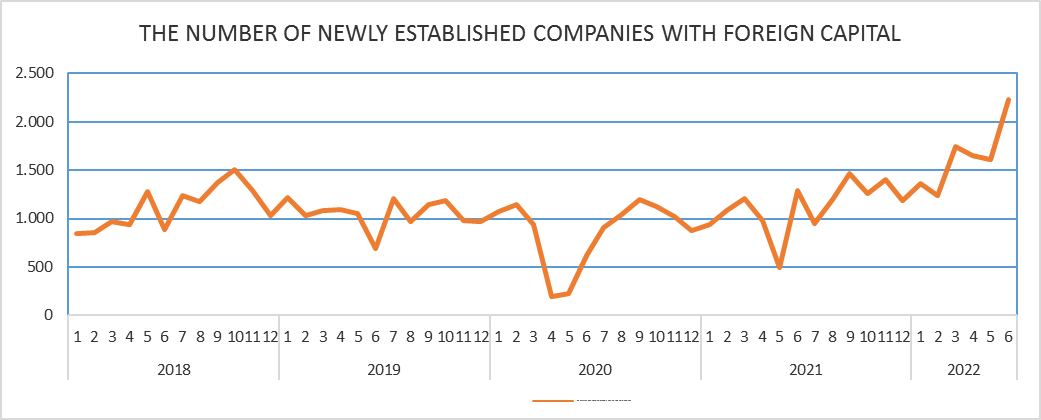 THE NUMBER OF NEWLY ESTABLISHED COMPANIES WITH FOREIGN CAPITAL
2.500
2.000
1.500
1.000
500
0
1 2 3 4 5 6 7 8 9 10 11 12 1 2 3 4 5 6 7 8 9 10 11 12 1 2 3 4 5 6 7 8 9 10 11 12 1 2 3 4 5 6 7 8 9 10 11 12 1 2 3 4 5 6
2018 2019 2020 2021 2022